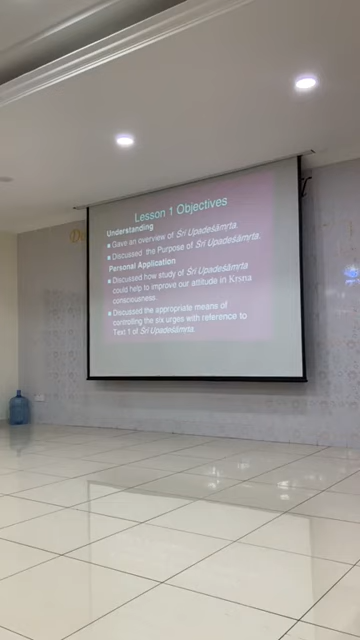 Lesson 1 Objectives
Understanding
■ Gave an overview of Śrī Upadeśāmṛta.
■ Discussed the Purpose of Śrī Upadeśāmṛta.
Personal Application
■ Discussed how study of Śrī Upadeśāmṛta
could help to improve our attitude in Krsna
consciousness.
■ Discussed the appropriate means of
controlling the six urges with reference to
Text 1 of Śrī Upadeśāmṛta.